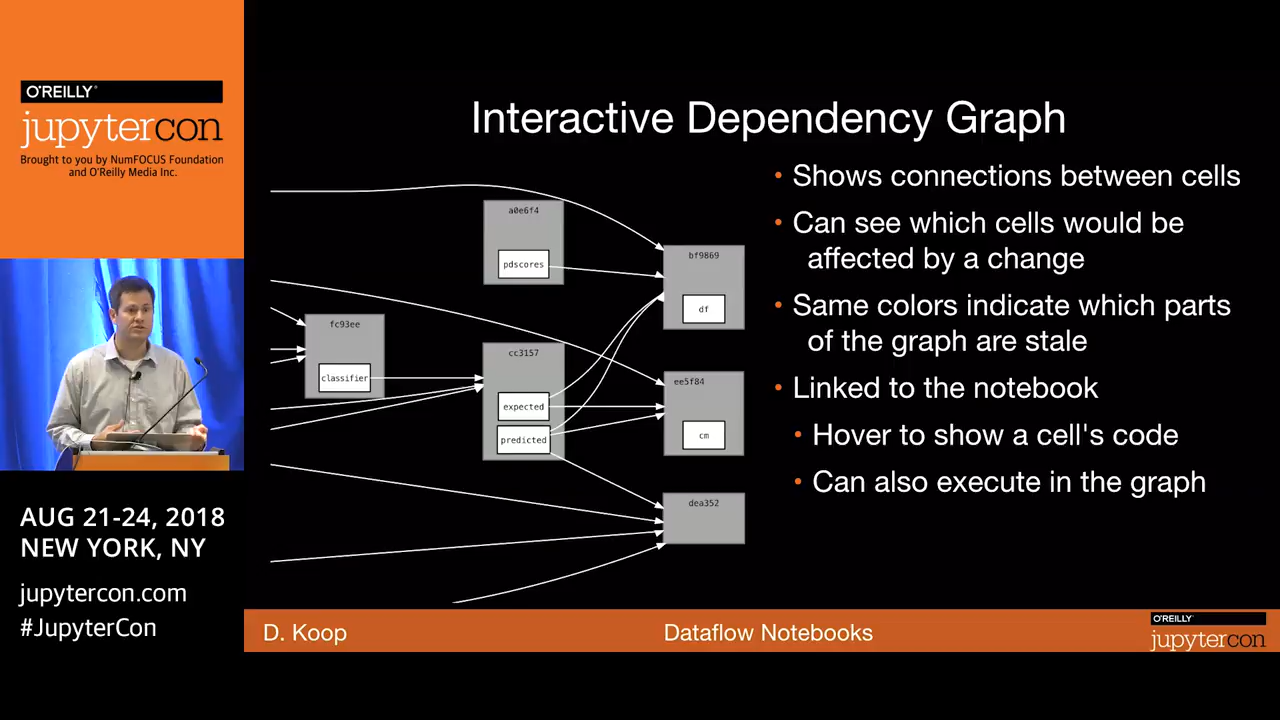 O'REILLY®
jupytercon
Brought to you by NumFOCUS Foundation
and O'Reilly Media Inc.
AUG 21-24, 2018
NEW YORK, NY
jupytercon.com
#JupyterCon
Interactive Dependency Graph
a0e6f4
pdscores
bf9869
df
fc93ee
classifier
cc3157
expected
predicted
ee5f84
cm
dea352
• Shows connections between cells
• Can see which cells would be
affected by a change
• Same colors indicate which parts
of the graph are stale
• Linked to the notebook
• Hover to show a cell's code
• Can also execute in the graph
D. Koop
Dataflow Notebooks
O'REILLY®
jupytercon